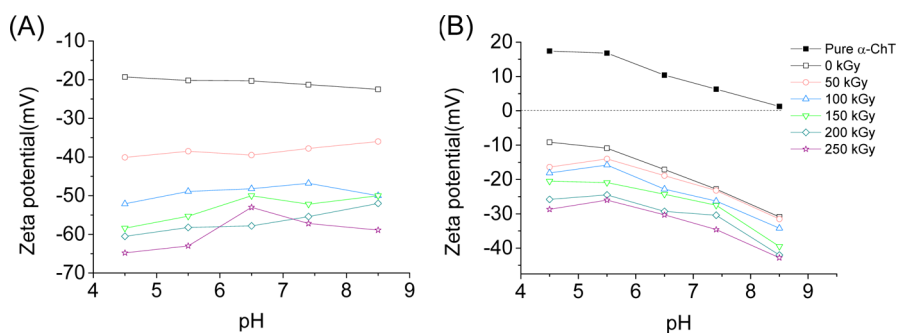 (A)
Zeta potential(mV)
-10
-20
-30
-40
-50
-60
-70
4 5 6 7 8 9
pH
(B)
Zeta potential(mV)
20
10
0
-10
-20
-30
-40
4 5 6 7 8 9
pH
Pure α-ChT
0 kGy
50 kGy
100 kGy
150 kGy
200 kGy
250 kGy